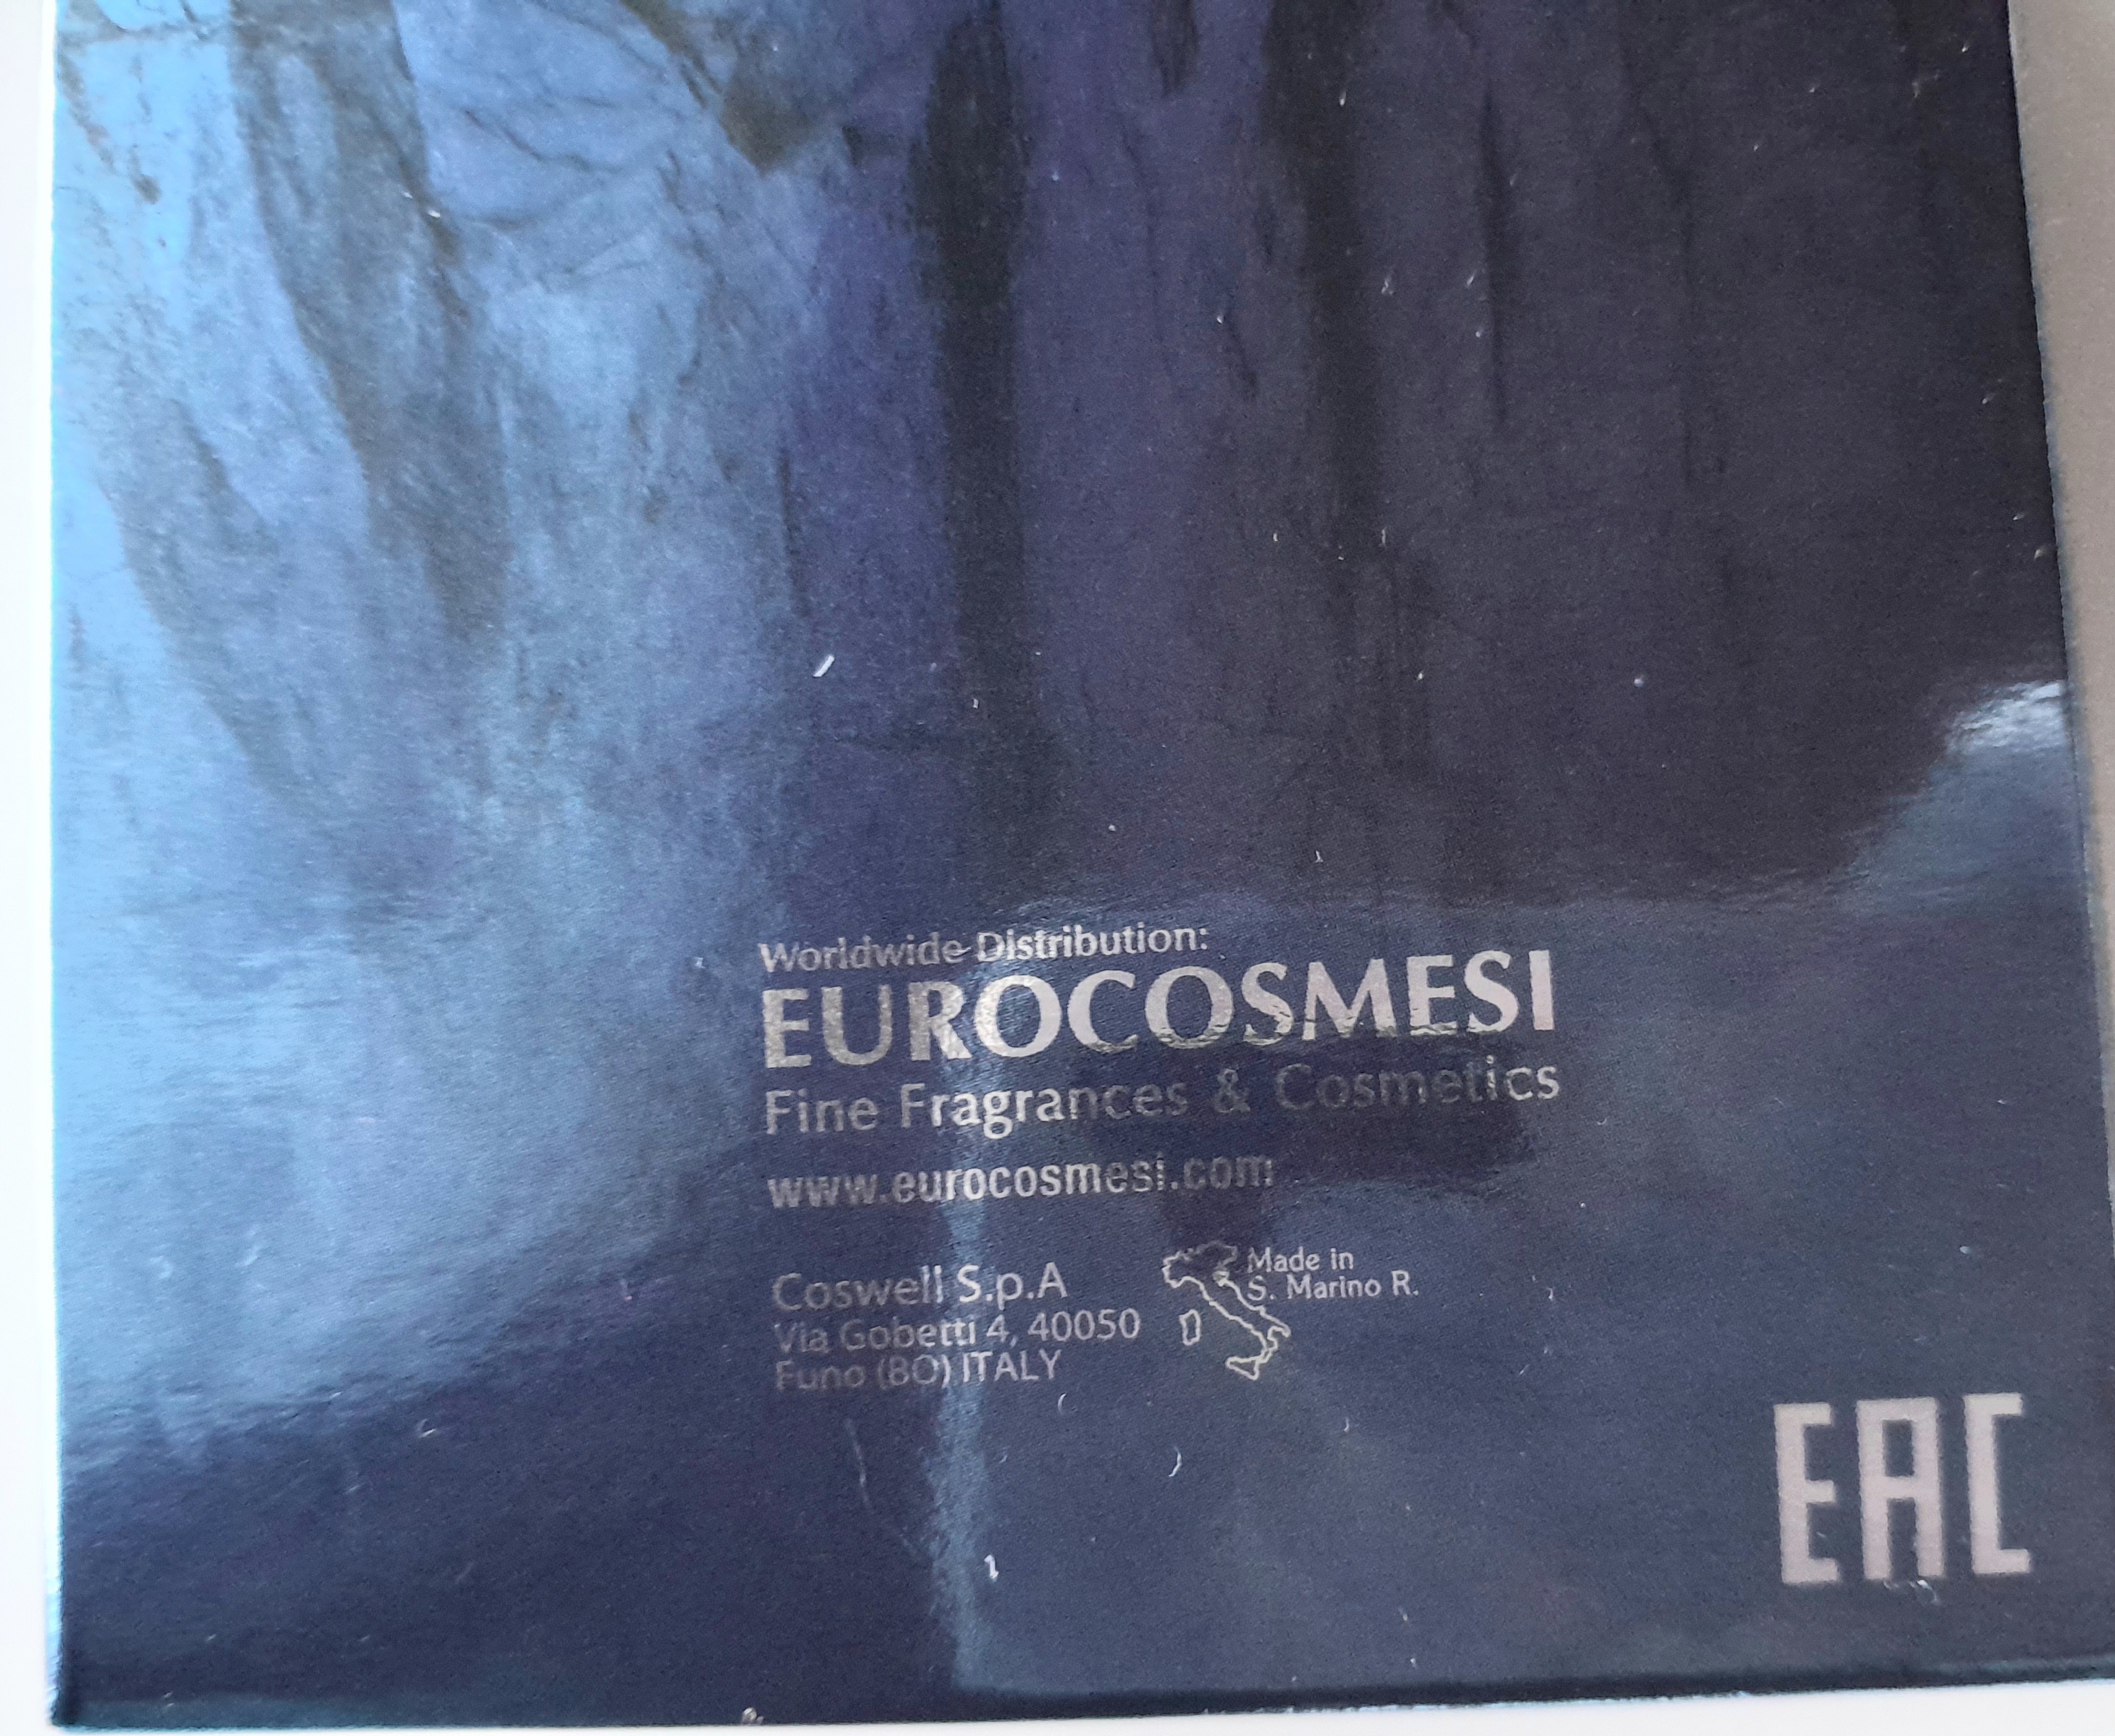 Worldwide Distribution:
EUROCOSMESI
Fine Fragrances & Cosmetics
www.eurocosmesi.com
Coswell S.p.A
Via Gobetti 4, 40050
Funo (BO) ITALY
Made in
S. Marino R.
EAC